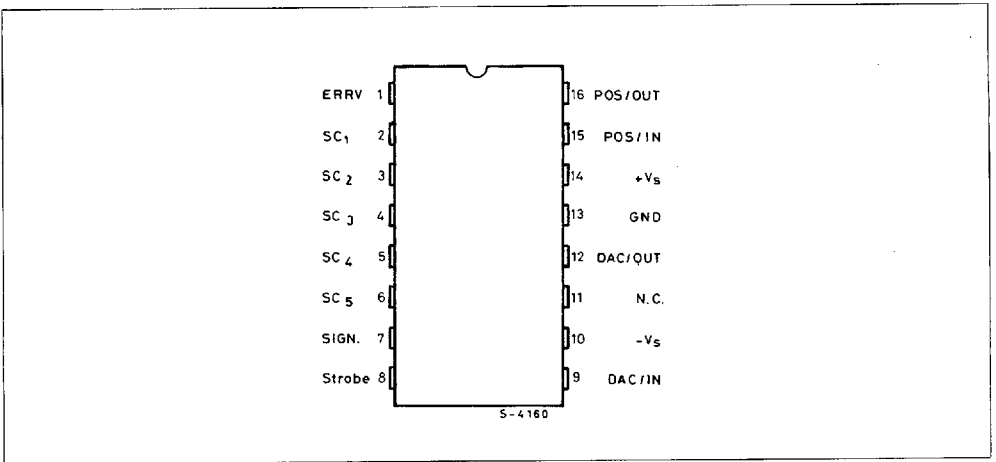 ERRV 1 16 POS/OUT
SC1 2 15 POS/IN
SC2 3 14 +Vs
SC3 4 13 GND
SC4 5 12 DAC/OUT
SC5 6 11 N.C.
SIGN. 7 10 -Vs
Strobe 8 9 DAC/IN
S-4160